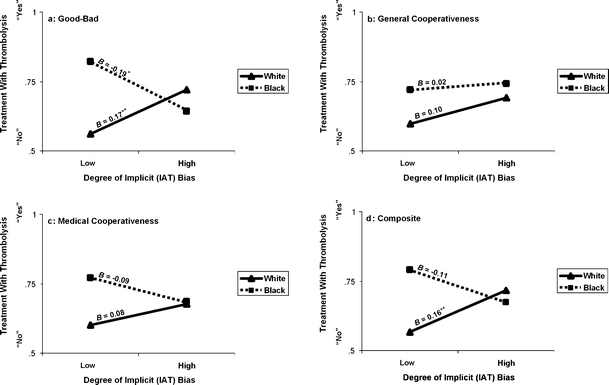 a: Good-Bad
Treatment With Thrombolysis
"No"
"Yes"
1
.75
.5
B = -0.19*
B = 0.17**
White
Black
Low
High
Degree of Implicit (IAT) Bias
b: General Cooperativeness
Treatment With Thrombolysis
"No"
"Yes"
1
.75
.5
B = 0.02
B = 0.10
White
Black
Low
High
Degree of Implicit (IAT) Bias
c: Medical Cooperativeness
Treatment With Thrombolysis
"No"
"Yes"
1
.75
.5
B = -0.09
B = 0.08
White
Black
Low
High
Degree of Implicit (IAT) Bias
d: Composite
Treatment With Thrombolysis
"No"
"Yes"
1
.75
.5
B = -0.11
B = 0.16**
White
Black
Low
High
Degree of Implicit (IAT) Bias